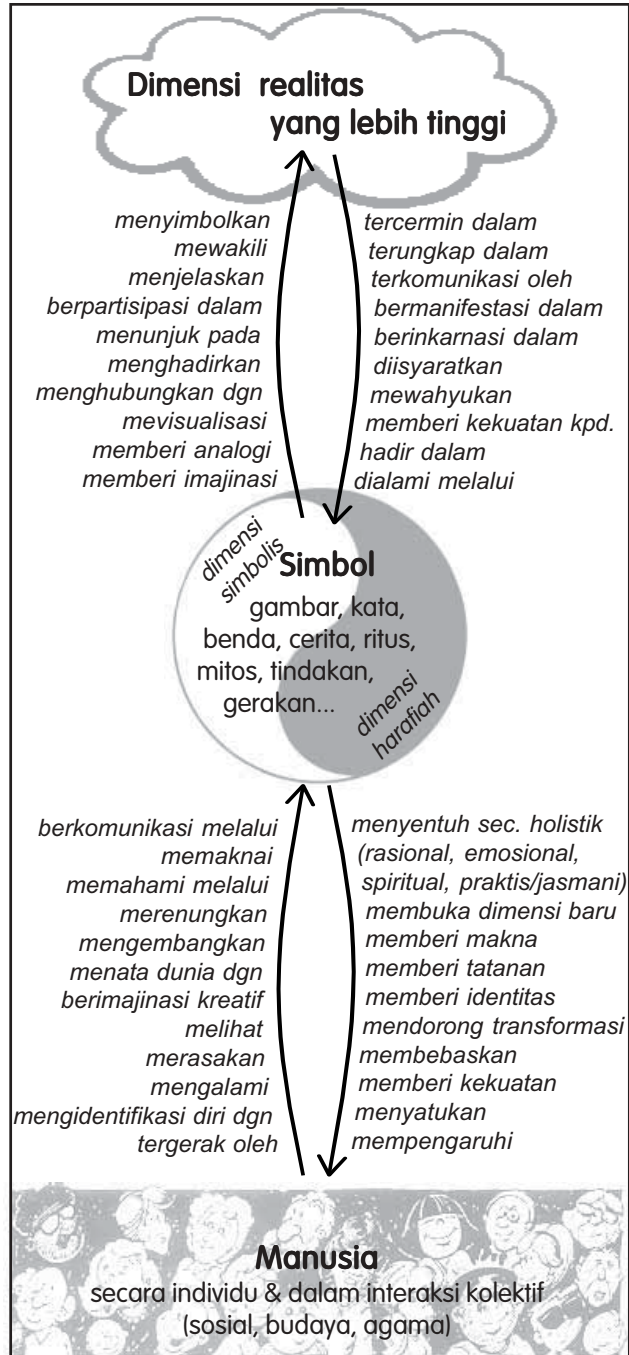 Dimensi realitas
yang lebih tinggi
menyimbolkan
mewakili
menjelaskan
berpartisipasi dalam
menunjuk pada
menghadirkan
menghubungkan dgn
mevisualisasi
memberi analogi
memberi imajinasi
tercermin dalam
terungkap dalam
terkomunikasi oleh
bermanifestasi dalam
berinkarnasi dalam
diisyaratkan
mewahyukan
memberi kekuatan kpd.
hadir dalam
dialami melalui
dimensi
simbolis
Simbol
gambar, kata,
benda, cerita, ritus,
mitos, tindakan,
gerakan...
dimensi
harafiah
berkomunikasi melalui
memaknai
memahami melalui
merenungkan
mengembangkan
menata dunia dgn
berimajinasi kreatif
melihat
merasakan
mengalami
mengidentifikasi diri dgn
tergerak oleh
menyentuh sec. holistik
(rasional, emosional,
spiritual, praktis/jasmani)
membuka dimensi baru
memberi makna
memberi tatanan
memberi identitas
mendorong transformasi
membebaskan
memberi kekuatan
menyatukan
mempengaruhi
Manusia
secara individu & dalam interaksi kolektif
(sosial, budaya, agama)